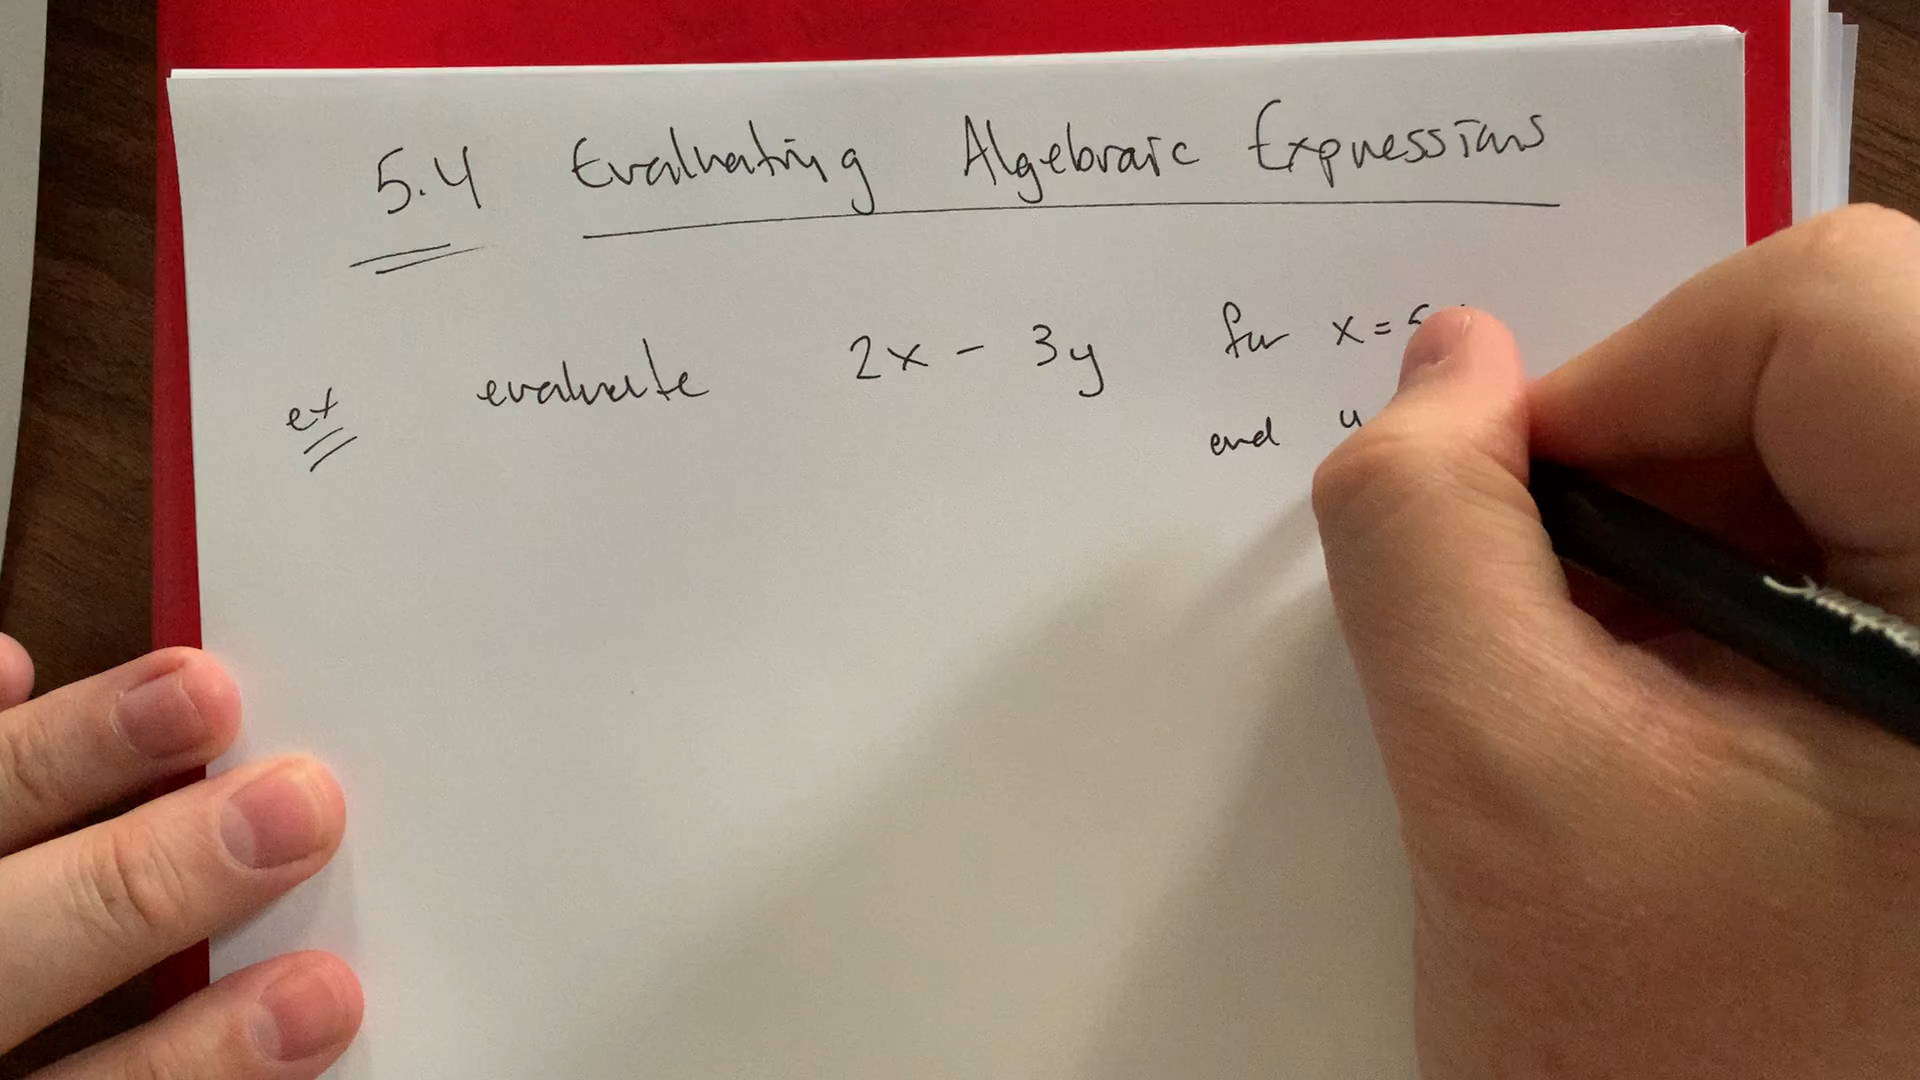 5.4 Evaluating Algebraic Expressions
ex evaluate 2x - 3y for x =
and y